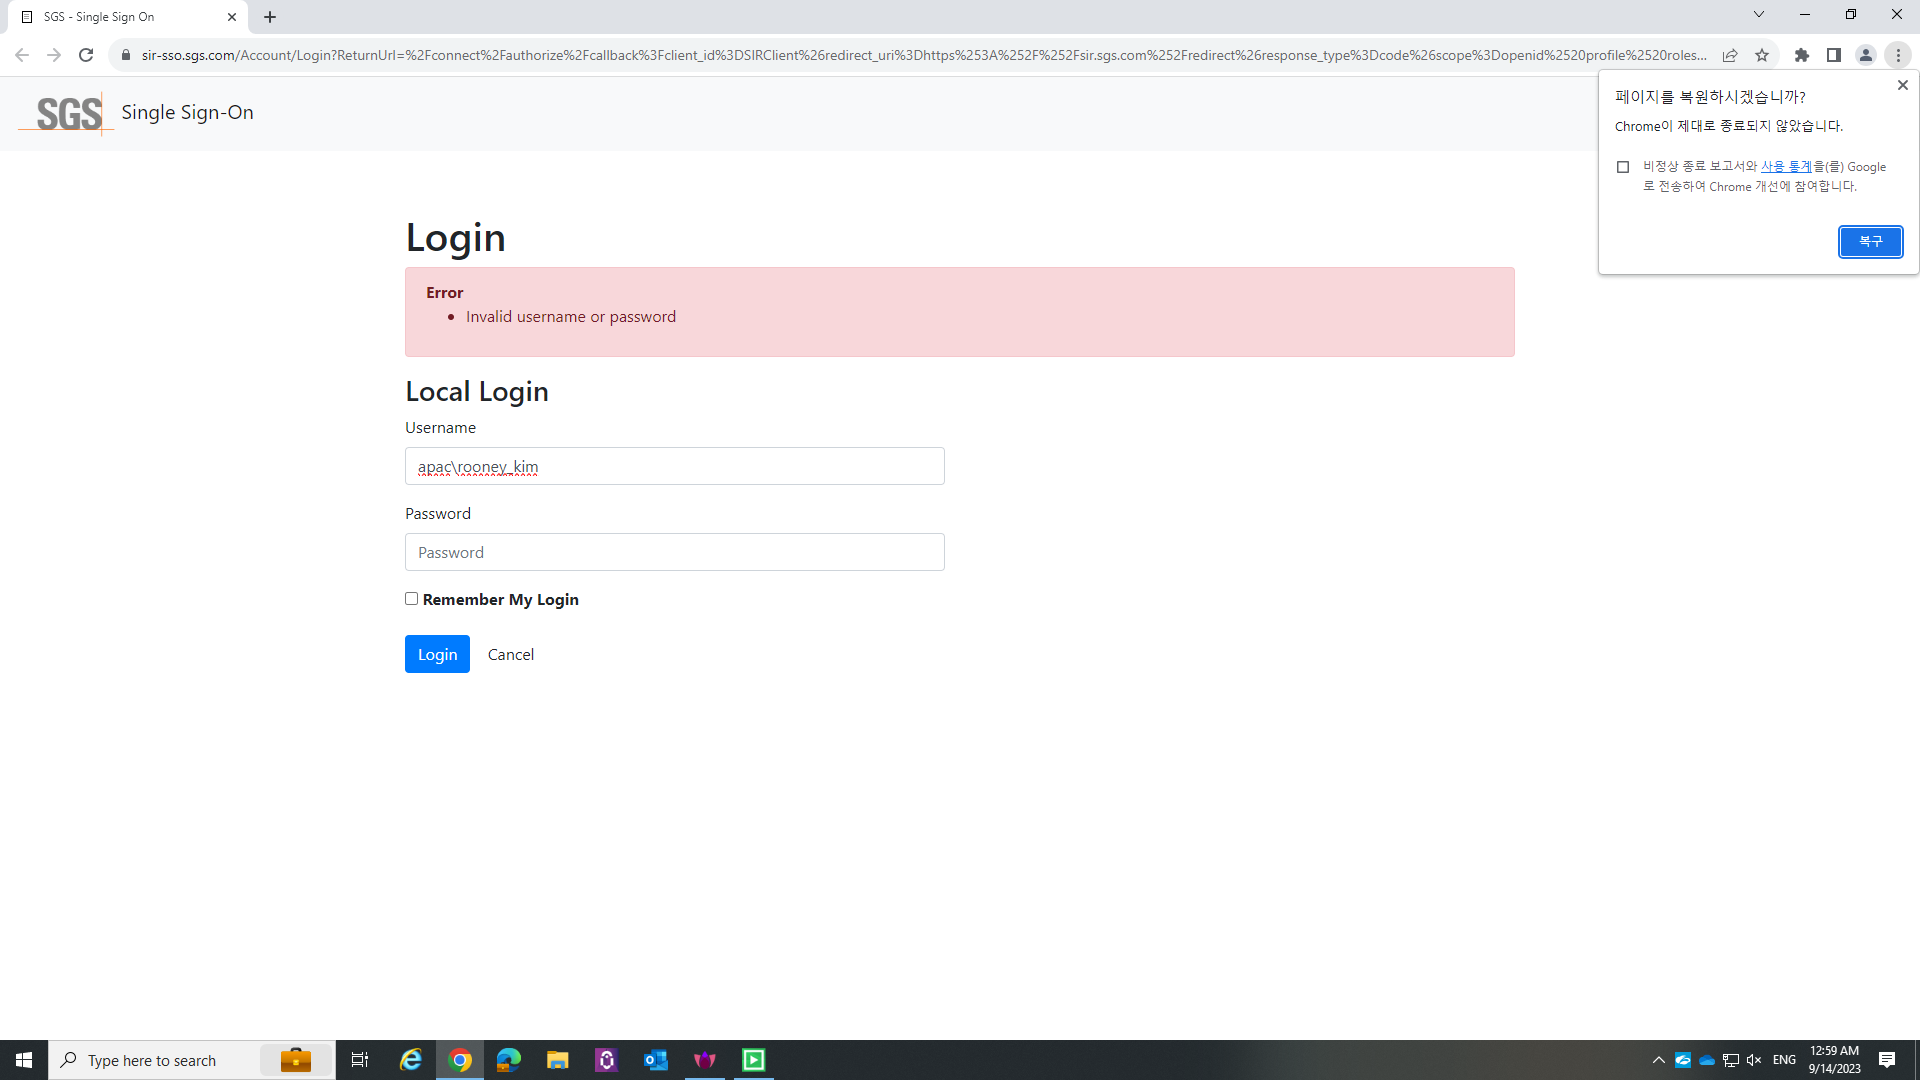 SGS - Single Sign On
sir-sso.sgs.com/Account/Login?ReturnUrl=%2Fconnect%2Fauthorize%2Fcallback%3Fclient_id%3DSIRClient%26redirect_uri%3Dhttps%253A%252F%252Fsir.sgs.com%252Fredirect%26response_type%3Dcode%26scope%3Dopenid%2520profile%2520roles...
SGS Single Sign-On
페이지를 복원하시겠습니까?
Chrome이 제대로 종료되지 않았습니다.
비정상 종료 보고서와 사용 통계을(를) Google
로 전송하여 Chrome 개선에 참여합니다.
복구
Login
Error
Invalid username or password
Local Login
Username
apac\rooney_kim
Password
Password
Remember My Login
Login Cancel
Type here to search
ENG
12:59 AM
9/14/2023